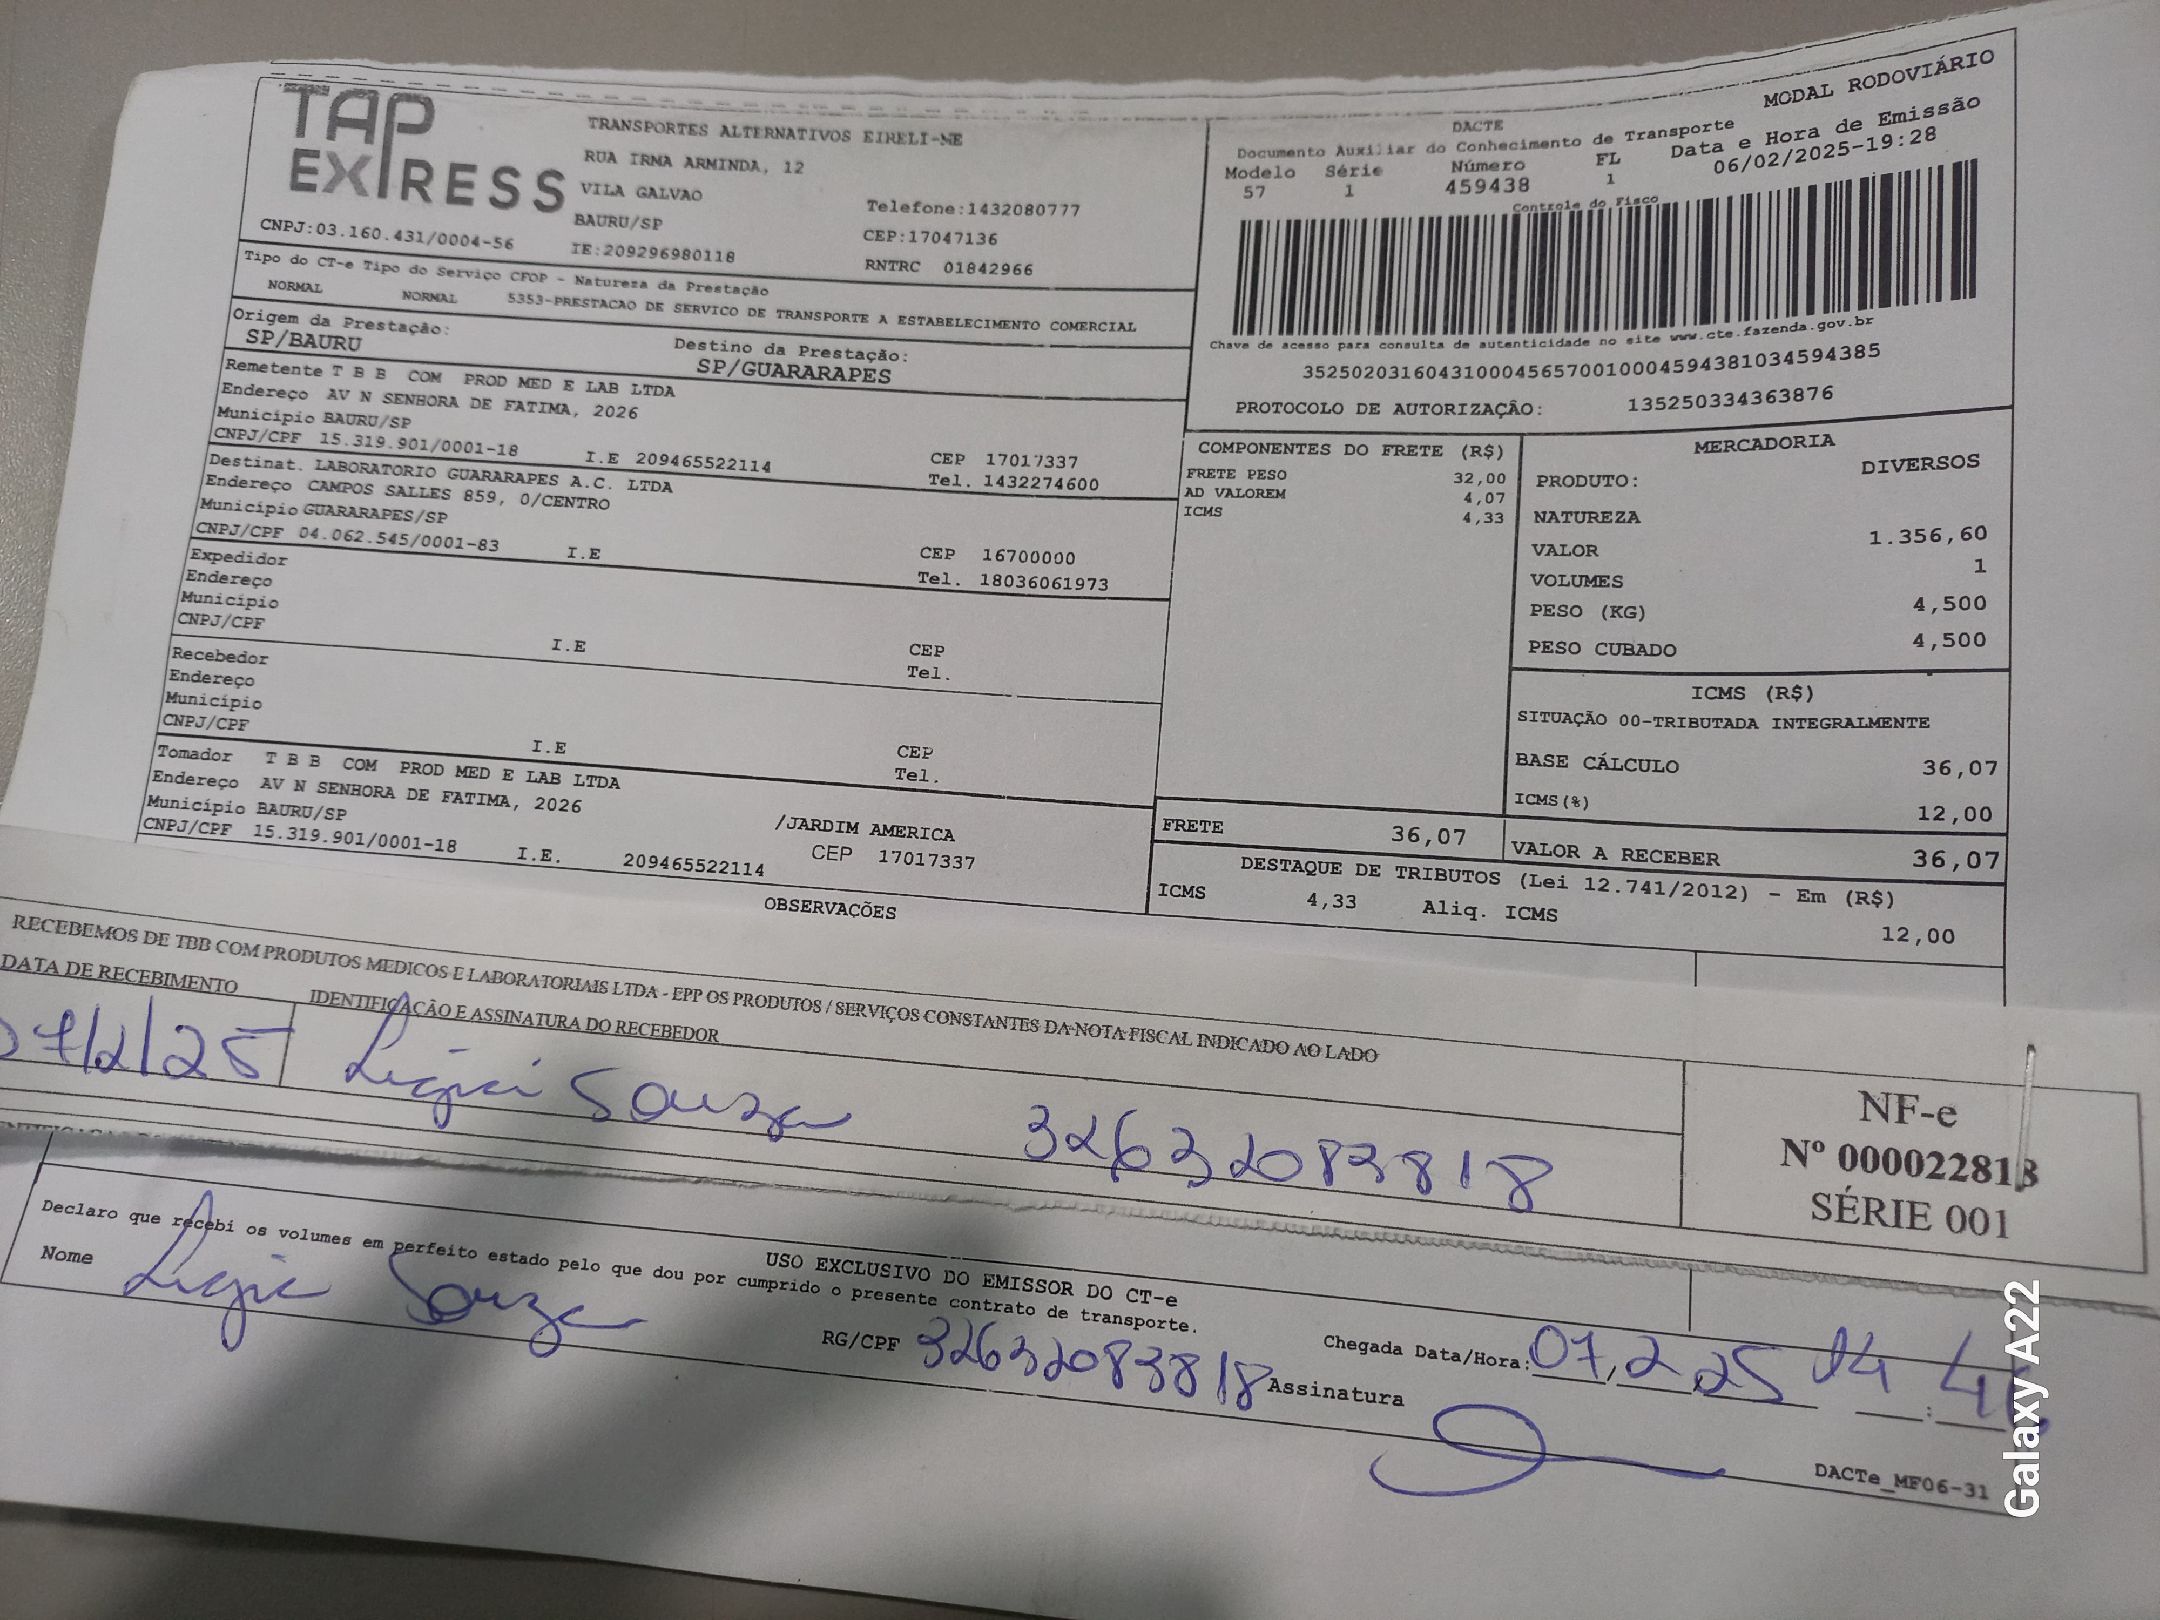 TAP
EXPRESS
TRANSPORTES ALTERNATIVOS EIRELI-ME
RUA IRMA ARMINDA, 12
VILA GALVAO
BAURU/SP
Telefone:1432080777
CEP:17047136
CNPJ:03.160.431/0004-56 IE:209296980118 RNTRC 01842966
Tipo do CT-e Tipo do Serviço CFOP - Natureza da Prestação
NORMAL NORMAL 5353-PRESTACAO DE SERVICO DE TRANSPORTE A ESTABELECIMENTO COMERCIAL
Origem da Prestação: Destino da Prestação:
SP/BAURU SP/GUARARAPES
Remetente T B B COM PROD MED E LAB LTDA
Endereço AV N SENHORA DE FATIMA, 2026
Município BAURU/SP CEP 17017337
CNPJ/CPF 15.319.901/0001-18 I.E 209465522114 Tel. 1432274600
Destinat. LABORATORIO GUARARAPES A.C. LTDA
Endereço CAMPOS SALLES 859, 0/CENTRO
Município GUARARAPES/SP CEP 16700000
CNPJ/CPF 04.062.545/0001-83 I.E Tel. 18036061973
Expedidor
Endereço
Município CEP
CNPJ/CPF I.E Tel.
Recebedor
Endereço
Município CEP
CNPJ/CPF I.E Tel.
Tomador T B B COM PROD MED E LAB LTDA
Endereço AV N SENHORA DE FATIMA, 2026 /JARDIM AMERICA
Município BAURU/SP CEP 17017337
CNPJ/CPF 15.319.901/0001-18 I.E. 209465522114
OBSERVAÇÕES
MODAL RODOVIÁRIO
DACTE
Documento Auxiliar do Conhecimento de Transporte
Modelo Série Número FL Data e Hora de Emissão
57 1 459438 1 06/02/2025-19:28
Controle do Fisco
Chave de acesso para consulta de autenticidade no site www.cte.fazenda.gov.br
35250203160431000456570010004594381034594385
PROTOCOLO DE AUTORIZAÇÃO: 135250334363876
COMPONENTES DO FRETE (R$)
FRETE PESO 32,00
AD VALOREM 4,07
ICMS 4,33
MERCADORIA
PRODUTO: DIVERSOS
NATUREZA
VALOR 1.356,60
VOLUMES 1
PESO (KG) 4,500
PESO CUBADO 4,500
ICMS (R$)
SITUAÇÃO 00-TRIBUTADA INTEGRALMENTE
BASE CÁLCULO 36,07
ICMS(%) 12,00
FRETE 36,07 VALOR A RECEBER 36,07
DESTAQUE DE TRIBUTOS (Lei 12.741/2012) - Em (R$)
ICMS 4,33 Aliq. ICMS 12,00
RECEBEMOS DE TBB COM PRODUTOS MEDICOS E LABORATORIAIS LTDA - EPP OS PRODUTOS / SERVIÇOS CONSTANTES DA NOTA FISCAL INDICADO AO LADO
DATA DE RECEBIMENTO IDENTIFICAÇÃO E ASSINATURA DO RECEBEDOR
07/2/25 Ligia Souza 32632083818
NF-e
Nº 000022818
SÉRIE 001
USO EXCLUSIVO DO EMISSOR DO CT-e
Declaro que recebi os volumes em perfeito estado pelo que dou por cumprido o presente contrato de transporte.
Nome Ligia Souza RG/CPF 32632083818 Assinatura
Chegada Data/Hora: 07,2,25 14
DACTe_MF06-31
Galaxy A22